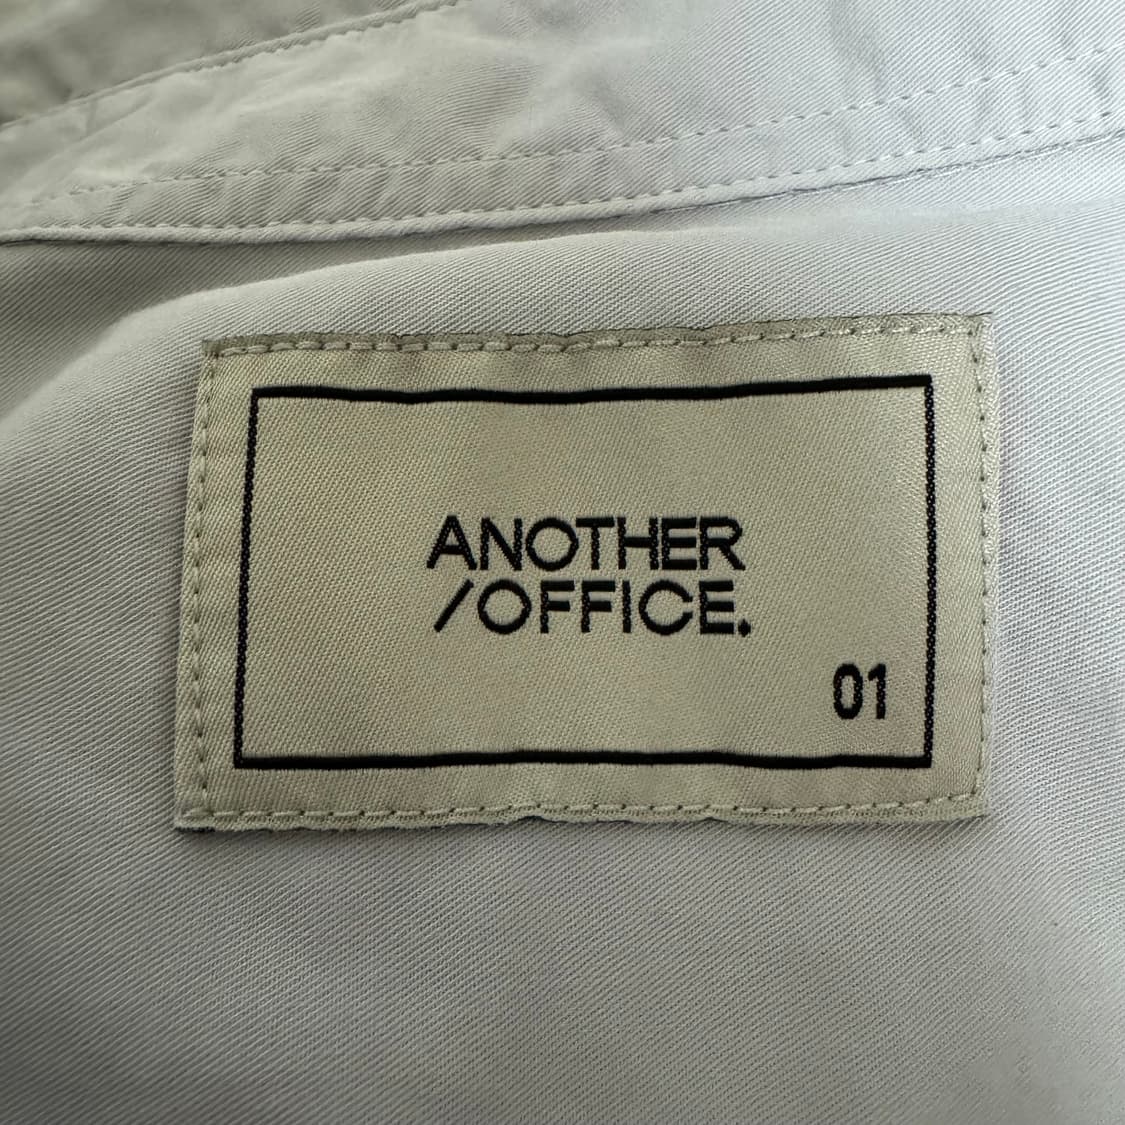 ANOTHER
/OFFICE.
01